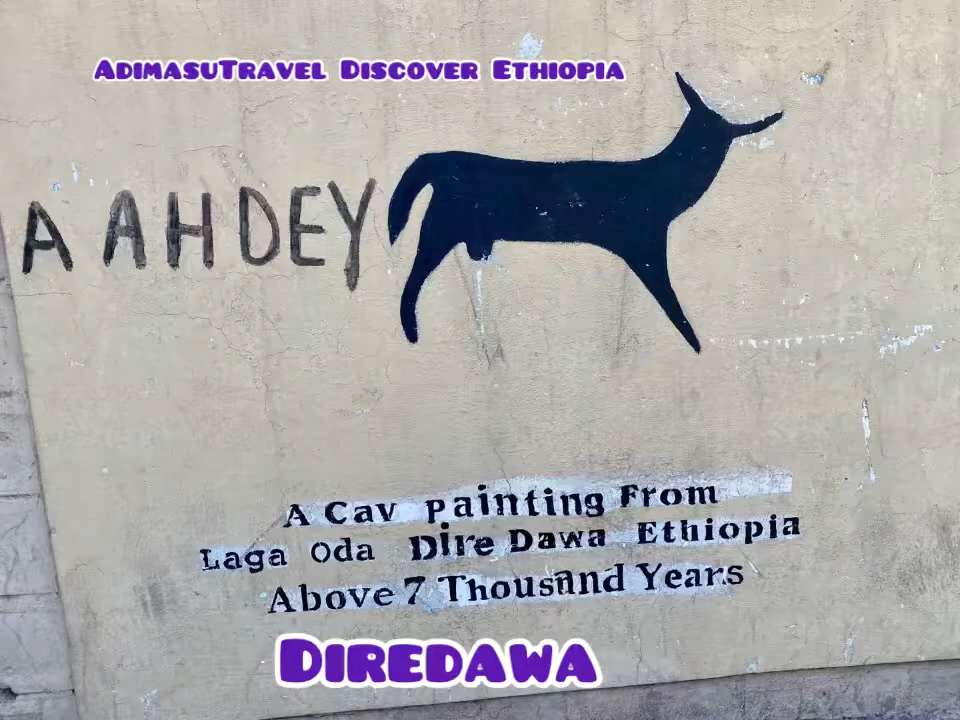 AdimasuTravel Discover Ethiopia
A AHDEY
A Cav Painting From
Laga Oda Dire Dawa Ethiopia
Above 7 Thousand Years
Diredawa